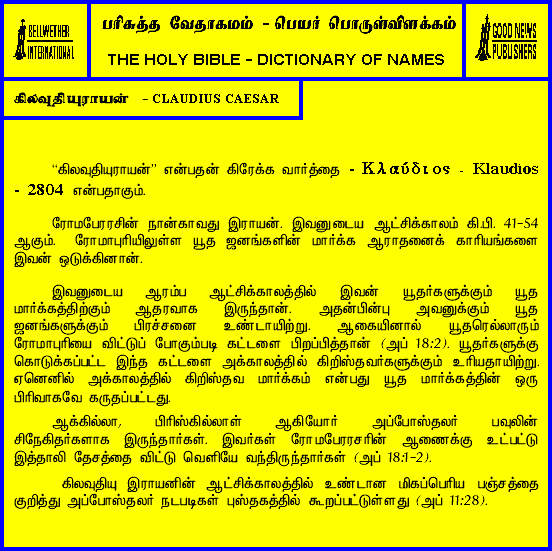 BELLWETHER
INTERNATIONAL
பரிசுத்த வேதாகமம் - பெயர் பொருள்விளக்கம்
THE HOLY BIBLE - DICTIONARY OF NAMES
GOOD NEWS
PUBLISHERS
கிலவுதியுராயன் - CLAUDIUS CAESAR
“கிலவுதியுராயன்” என்பதன் கிரேக்க வார்த்தை - Κλαύδιος - Klaudios
- 2804 என்பதாகும்.
ரோமபேரரசின் நான்காவது இராயன். இவனுடைய ஆட்சிக்காலம் கி.பி. 41-54
ஆகும். ரோமாபுரியிலுள்ள யூத ஜனங்களின் மார்க்க ஆராதனைக் காரியங்களை
இவன் ஒடுக்கினான்.
இவனுடைய ஆரம்ப ஆட்சிக்காலத்தில் இவன் யூதர்களுக்கும் யூத
மார்க்கத்திற்கும் ஆதரவாக இருந்தான். அதன்பின்பு அவனுக்கும் யூத
ஜனங்களுக்கும் பிரச்சனை உண்டாயிற்று. ஆகையினால் யூதரெல்லாரும்
ரோமாபுரியை விட்டுப் போகும்படி கட்டளை பிறப்பித்தான் (அப் 18:2). யூதர்களுக்கு
கொடுக்கப்பட்ட இந்த கட்டளை அக்காலத்தில் கிறிஸ்தவர்களுக்கும் உரியதாயிற்று.
ஏனெனில் அக்காலத்தில் கிறிஸ்தவ மார்க்கம் என்பது யூத மார்க்கத்தின் ஒரு
பிரிவாகவே கருதப்பட்டது.
ஆக்கில்லா, பிரிஸ்கில்லாள் ஆகியோர் அப்போஸ்தலர் பவுலின்
சிநேகிதர்களாக இருந்தார்கள். இவர்கள் ரோமபேரரசரின் ஆணைக்கு உட்பட்டு
இத்தாலி தேசத்தை விட்டு வெளியே வந்திருந்தார்கள் (அப் 18:1-2).
கிலவுதியு இராயனின் ஆட்சிக்காலத்தில் உண்டான மிகப்பெரிய பஞ்சத்தை
குறித்து அப்போஸ்தலர் நடபடிகள் புஸ்தகத்தில் கூறப்பட்டுள்ளது (அப் 11:28).